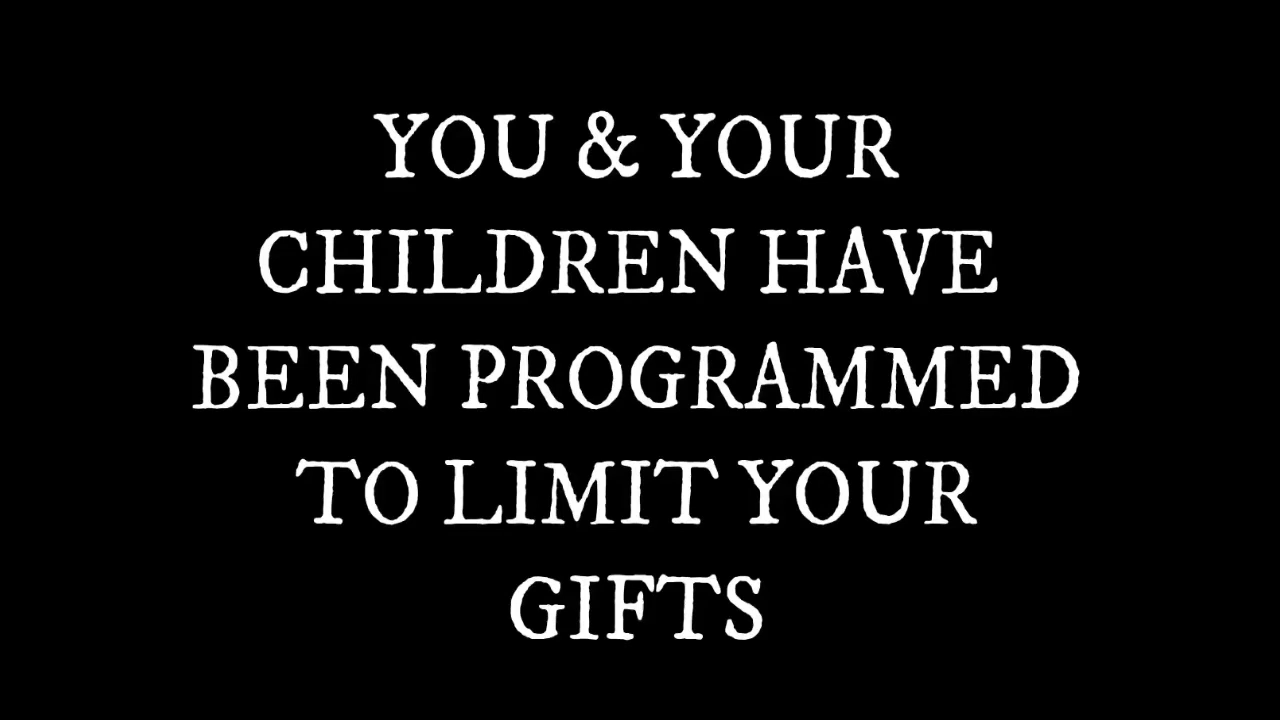 YOU & YOUR
CHILDREN HAVE
BEEN PROGRAMMED
TO LIMIT YOUR
GIFTS